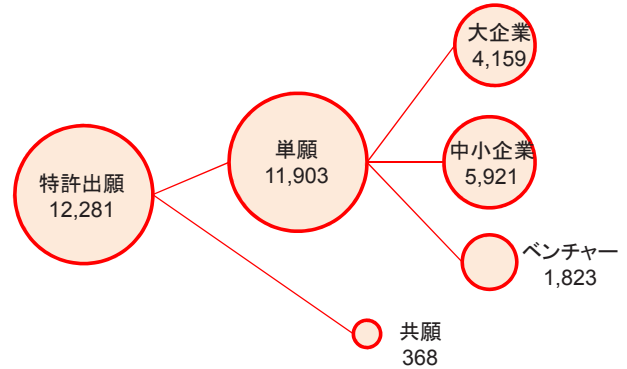 特許出願
12,281
単願
11,903
大企業
4,159
中小企業
5,921
ベンチャー
1,823
共願
368